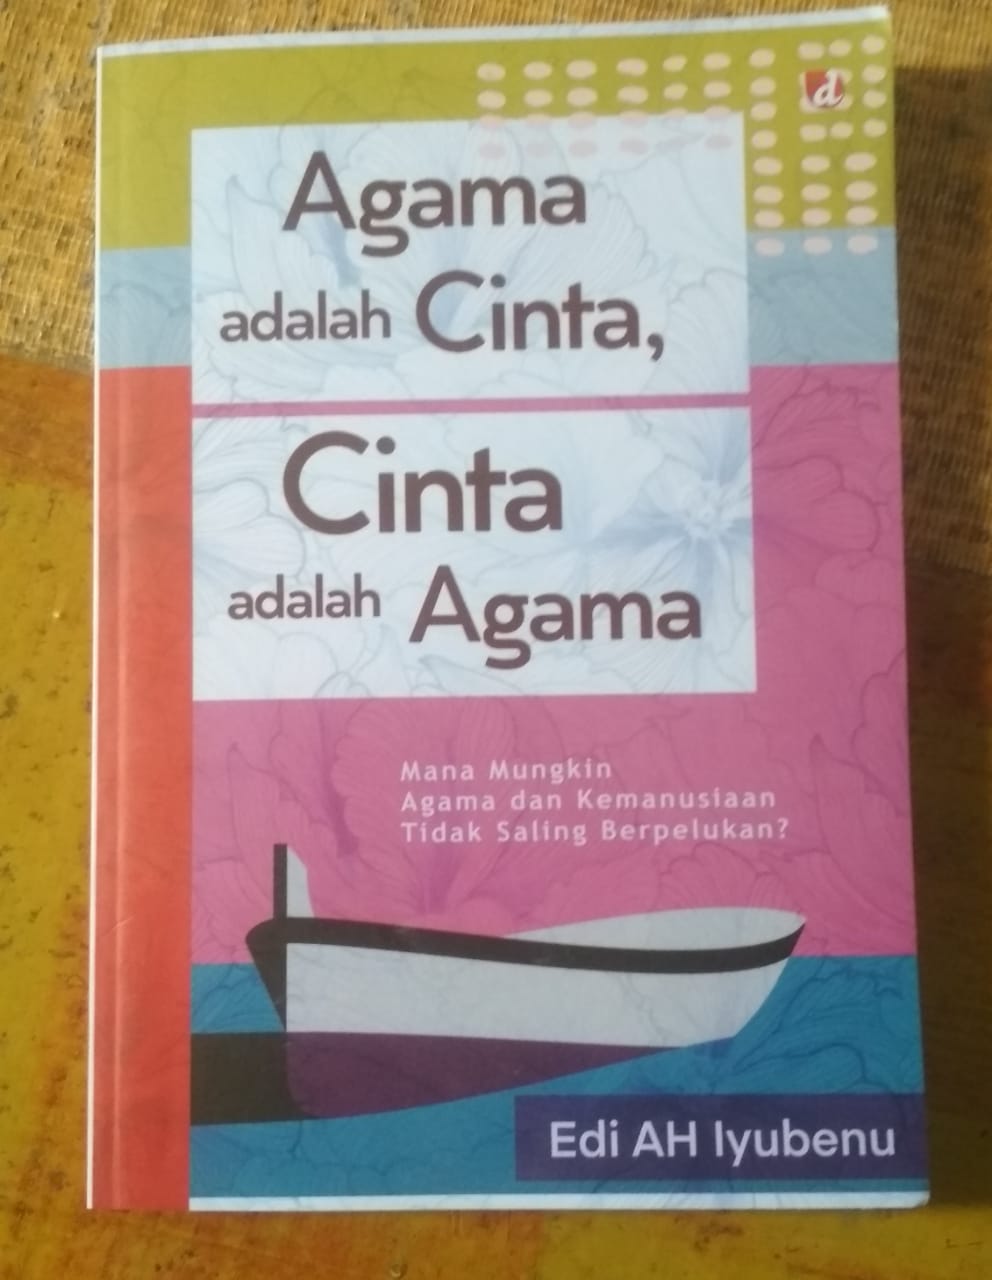 d
Agama
adalah Cinta,
Cinta
adalah Agama
Mana Mungkin
Agama dan Kemanusiaan
Tidak Saling Berpelukan?
Edi AH Iyubenu